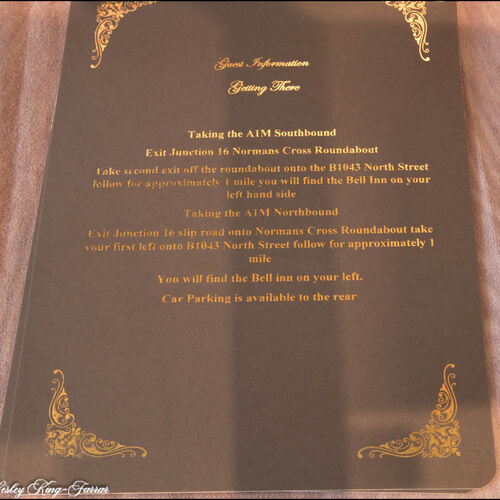 Guest Information
Getting There
Taking the A1M Southbound
Exit Junction 16 Normans Cross Roundabout
Take second exit off the roundabout onto the B1043 North Street
follow for approximately 1 mile you will find the Bell Inn on your
left hand side
Taking the A1M Northbound
Exit Junction 16 slip road onto Normans Cross Roundabout take
your first left onto B1043 North Street follow for approximately 1
mile
You will find the Bell inn on your left.
Car Parking is available to the rear
Lesley King-Farrar